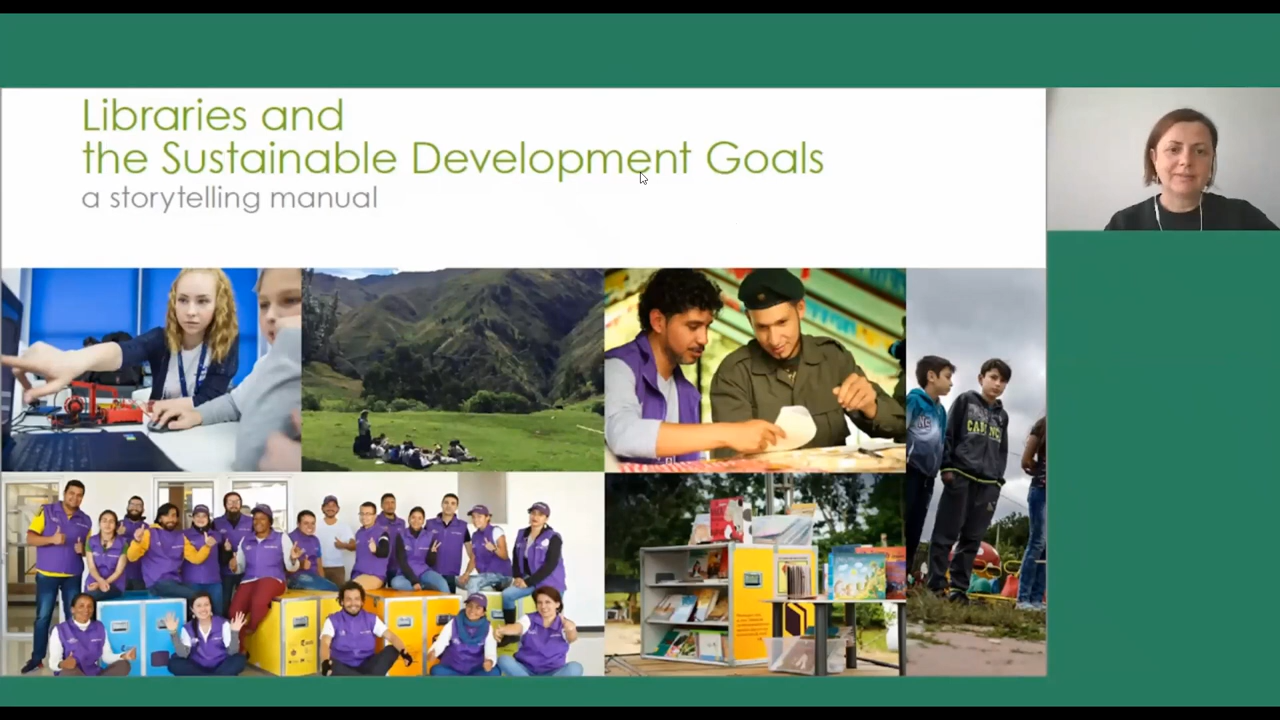 Libraries and
the Sustainable Development Goals
a storytelling manual